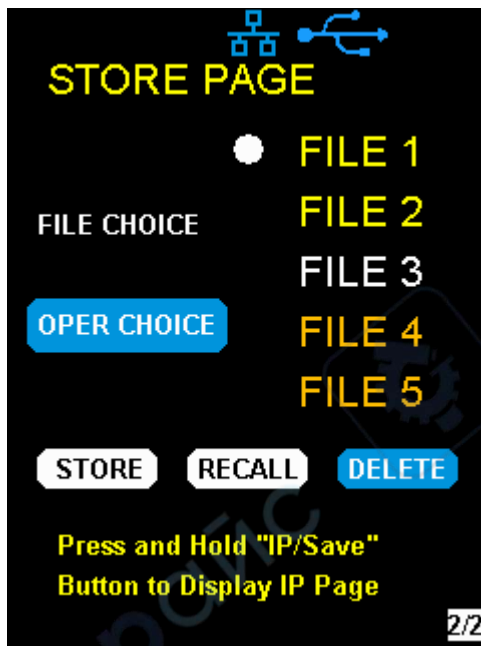 STORE PAGE
FILE 1
FILE CHOICE
FILE 2
FILE 3
OPER CHOICE
FILE 4
FILE 5
STORE RECALL DELETE
Press and Hold "IP/Save"
Button to Display IP Page
2/2
райс